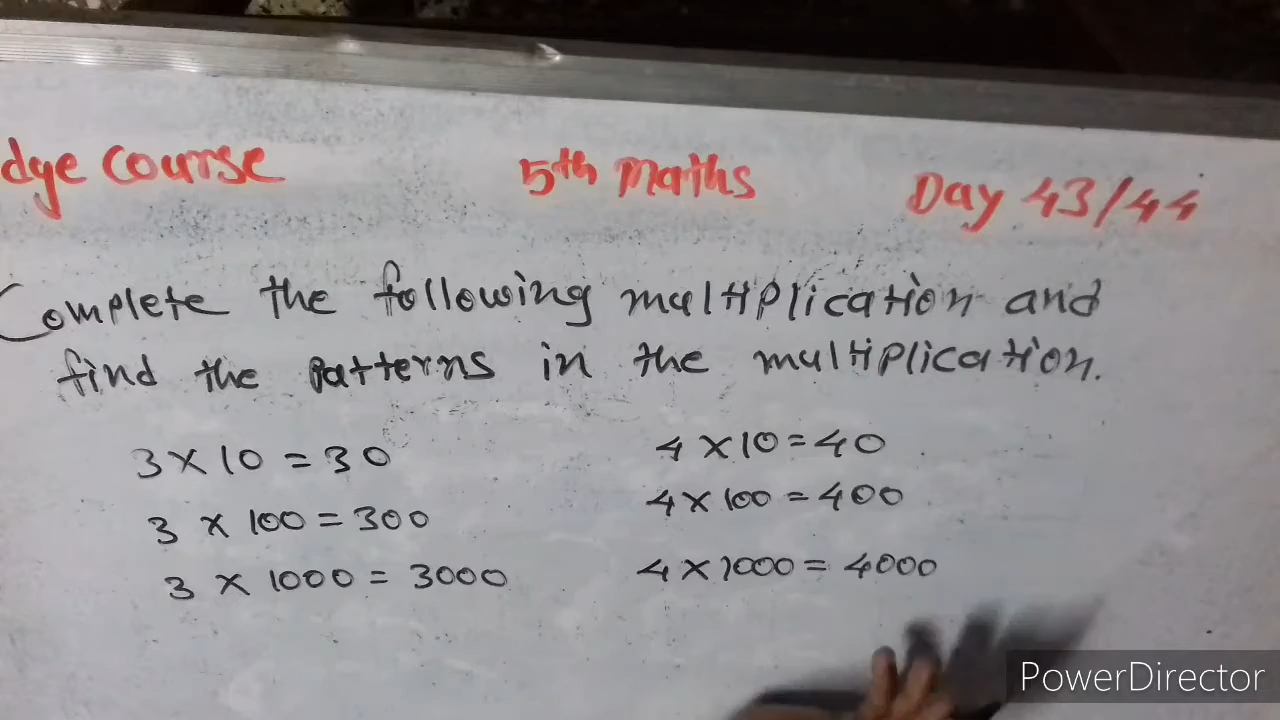 dge Course 5th Maths Day 43/44
Complete the following multiplication and
find the Patterns in the multiplication.
3 × 10 = 30 4 × 10 = 40
3 × 100 = 300 4 × 100 = 400
3 × 1000 = 3000 4 × 1000 = 4000
PowerDirector